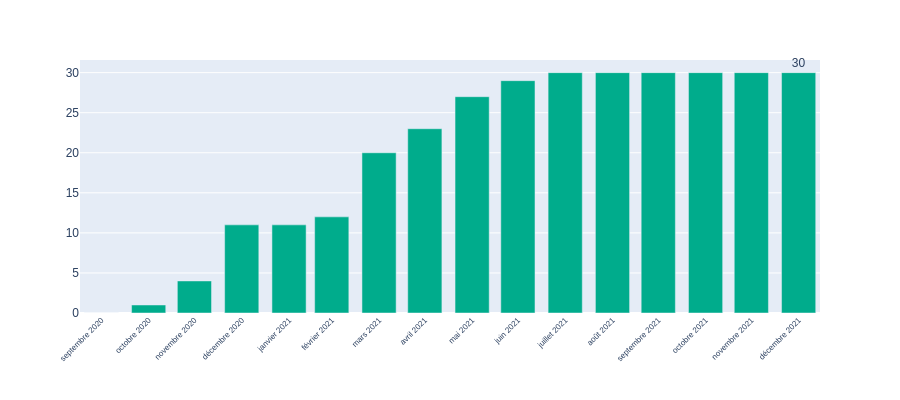 30
30
25
20
15
10
5
0
septembre 2020
octobre 2020
novembre 2020
décembre 2020
janvier 2021
février 2021
mars 2021
avril 2021
mai 2021
juin 2021
juillet 2021
août 2021
septembre 2021
octobre 2021
novembre 2021
décembre 2021